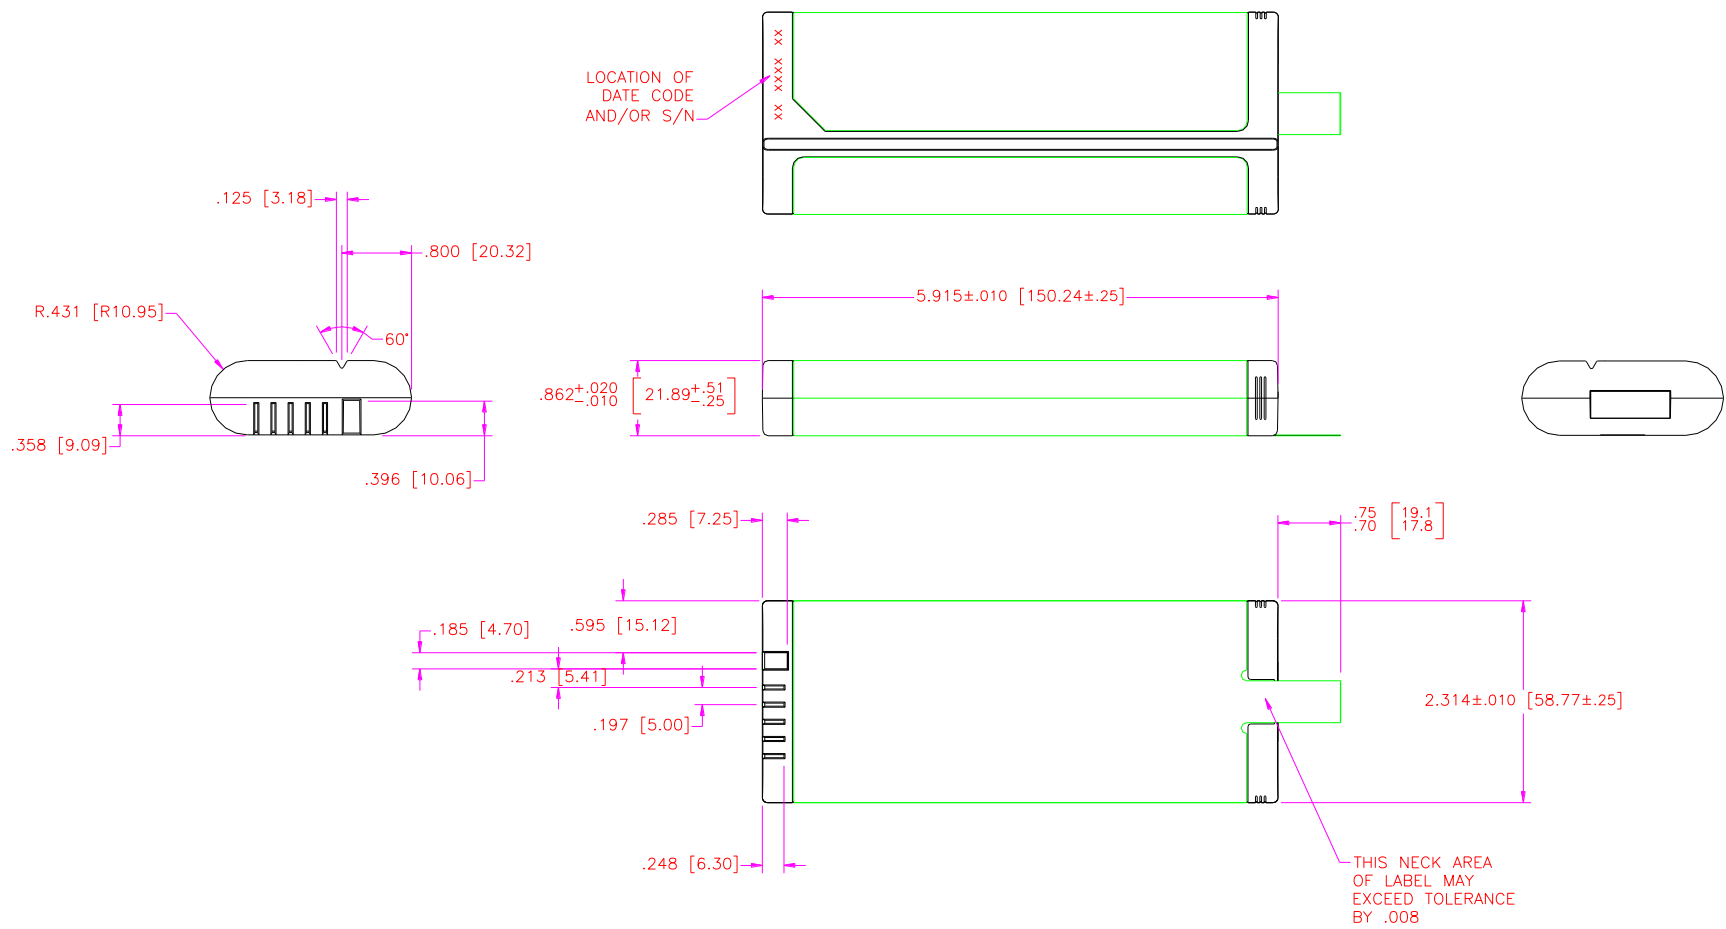 XX XXXX XX
LOCATION OF
DATE CODE
AND/OR S/N
.125 [3.18]
.800 [20.32]
R.431 [R10.95]
60°
5.915±.010 [150.24±.25]
.862+.020 -.010 [21.89+.51 -.25]
.358 [9.09]
.396 [10.06]
.285 [7.25]
.75 [19.1
.70 17.8]
.595 [15.12]
.185 [4.70]
.213 [5.41]
.197 [5.00]
2.314±.010 [58.77±.25]
.248 [6.30]
THIS NECK AREA
OF LABEL MAY
EXCEED TOLERANCE
BY .008